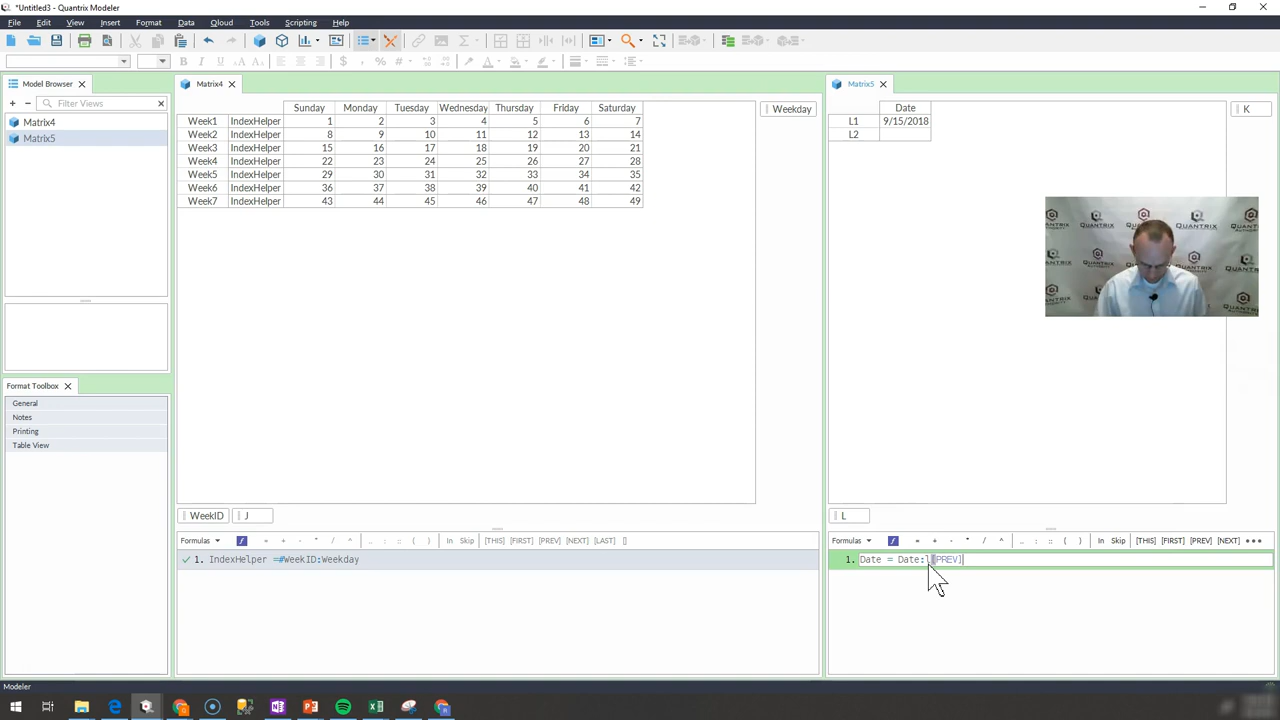 *Untitled3 - Quantrix Modeler
File Edit View Insert Format Data Qloud Tools Scripting Help
Model Browser
Filter Views
Matrix4
Matrix5
Format Toolbox
General
Notes
Printing
Table View
Matrix4
Sunday Monday Tuesday Wednesday Thursday Friday Saturday
Week1 IndexHelper 1 2 3 4 5 6 7
Week2 IndexHelper 8 9 10 11 12 13 14
Week3 IndexHelper 15 16 17 18 19 20 21
Week4 IndexHelper 22 23 24 25 26 27 28
Week5 IndexHelper 29 30 31 32 33 34 35
Week6 IndexHelper 36 37 38 39 40 41 42
Week7 IndexHelper 43 44 45 46 47 48 49
Weekday
WeekID J
Formulas In Skip [THIS] [FIRST] [PREV] [NEXT] [LAST] []
1. IndexHelper =#WeekID:Weekday
Matrix5
Date
L1 9/15/2018
L2
K
QUANTRIX
AUTHORITY
L
Formulas In Skip [THIS] [FIRST] [PREV] [NEXT]
1. Date = Date:l[PREV]
Modeler